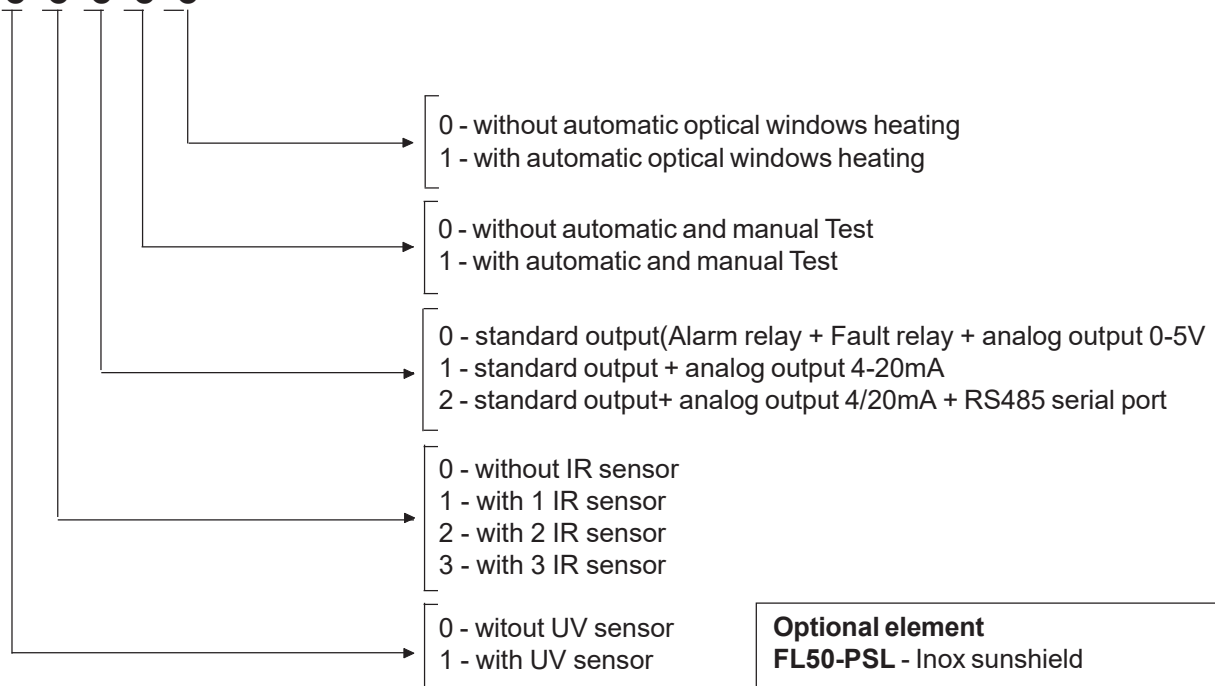 0 - without automatic optical windows heating
1 - with automatic optical windows heating
0 - without automatic and manual Test
1 - with automatic and manual Test
0 - standard output(Alarm relay + Fault relay + analog output 0-5V
1 - standard output + analog output 4-20mA
2 - standard output+ analog output 4/20mA + RS485 serial port
0 - without IR sensor
1 - with 1 IR sensor
2 - with 2 IR sensor
3 - with 3 IR sensor
0 - witout UV sensor
1 - with UV sensor
Optional element
FL50-PSL - Inox sunshield